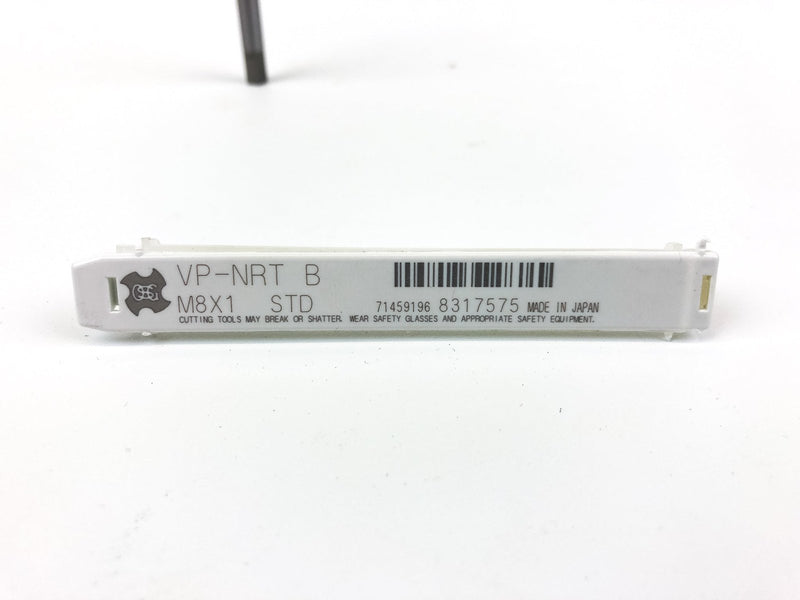 OSG
VP-NRT B
M8X1 STD
71459196 8317575 MADE IN JAPAN
CUTTING TOOLS MAY BREAK OR SHATTER. WEAR SAFETY GLASSES AND APPROPRIATE SAFETY EQUIPMENT.